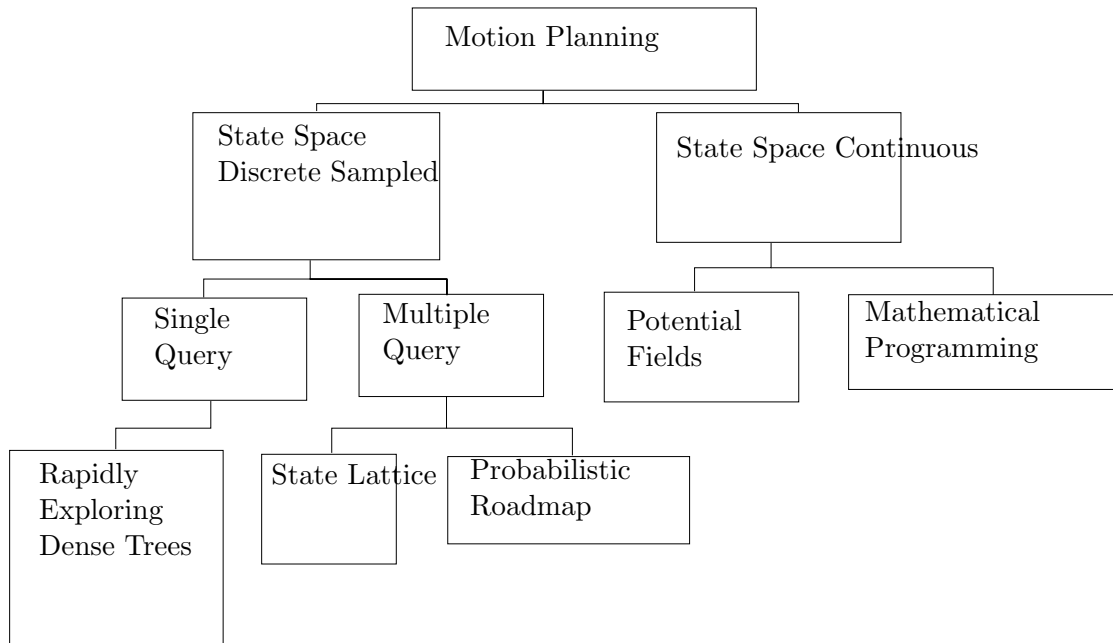 Motion Planning
State Space
Discrete Sampled
State Space Continuous
Single
Query
Multiple
Query
Potential
Fields
Mathematical
Programming
Rapidly
Exploring
Dense Trees
State Lattice
Probabilistic
Roadmap